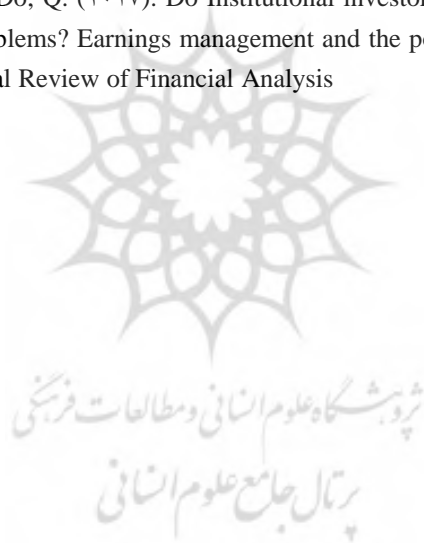 Do, Q. (۲۰۱۷). Do Institutional investor
blems? Earnings management and the p
al Review of Financial Analysis
پژوهشگاه علوم انسانی و مطالعات فرهنگی
پرتال جامع علوم انسانی